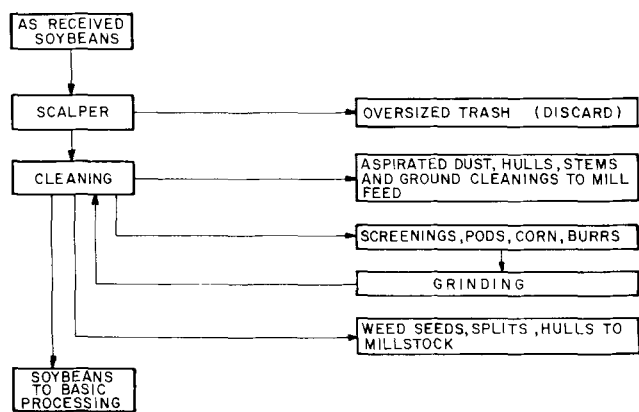 AS RECEIVED
SOYBEANS
SCALPER
OVERSIZED TRASH (DISCARD)
CLEANING
ASPIRATED DUST, HULLS, STEMS
AND GROUND CLEANINGS TO MILL
FEED
SCREENINGS, PODS, CORN, BURRS
GRINDING
WEED SEEDS, SPLITS, HULLS TO
MILLSTOCK
SOYBEANS
TO BASIC
PROCESSING